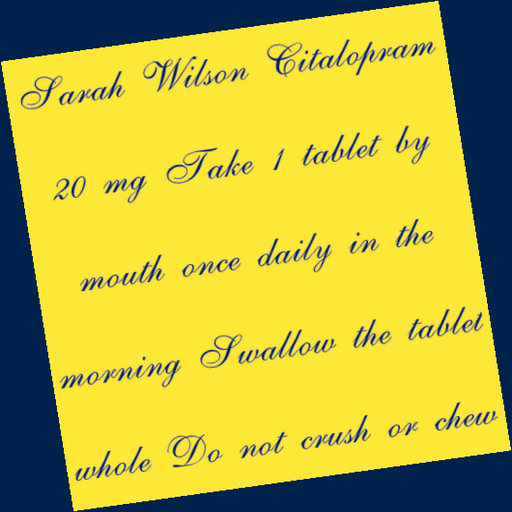 Sarah Wilson Citalopram
20 mg Take 1 tablet by
mouth once daily in the
morning Swallow the tablet
whole Do not crush or chew